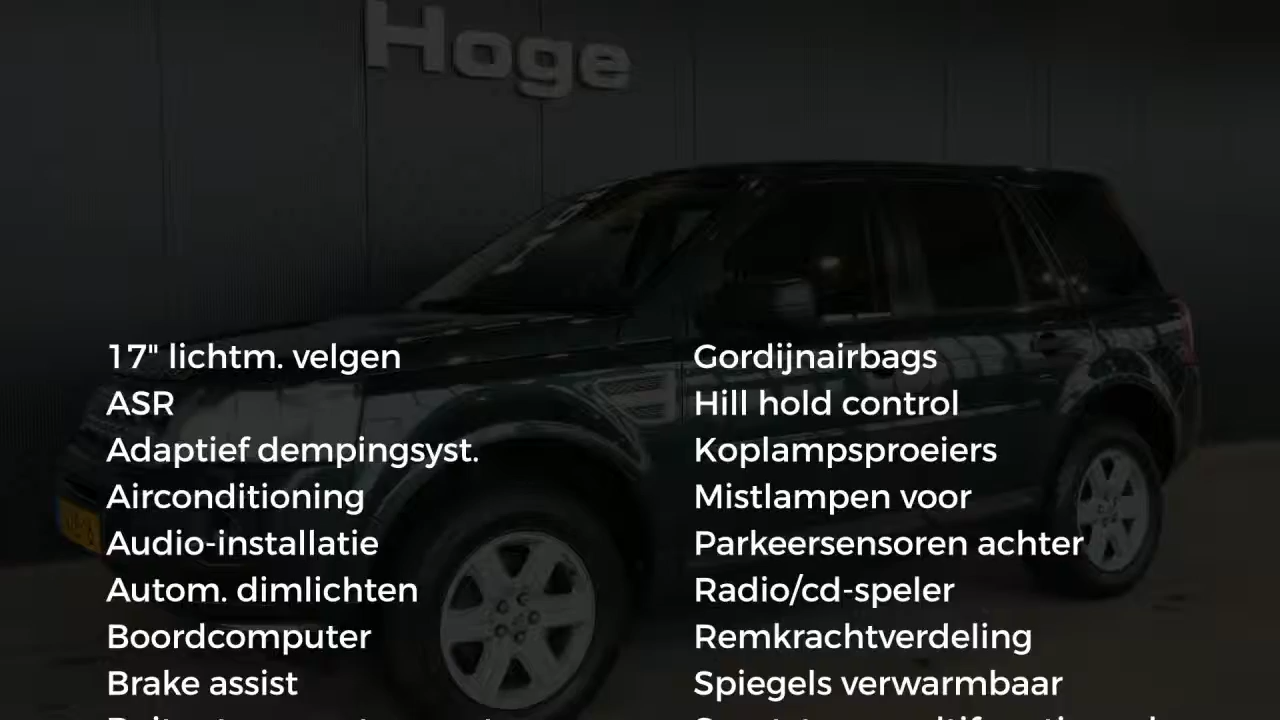 Hoge
17" lichtm. velgen
ASR
Adaptief dempingsyst.
Airconditioning
Audio-installatie
Autom. dimlichten
Boordcomputer
Brake assist
Gordijnairbags
Hill hold control
Koplampsproeiers
Mistlampen voor
Parkeersensoren achter
Radio/cd-speler
Remkrachtverdeling
Spiegels verwarmbaar